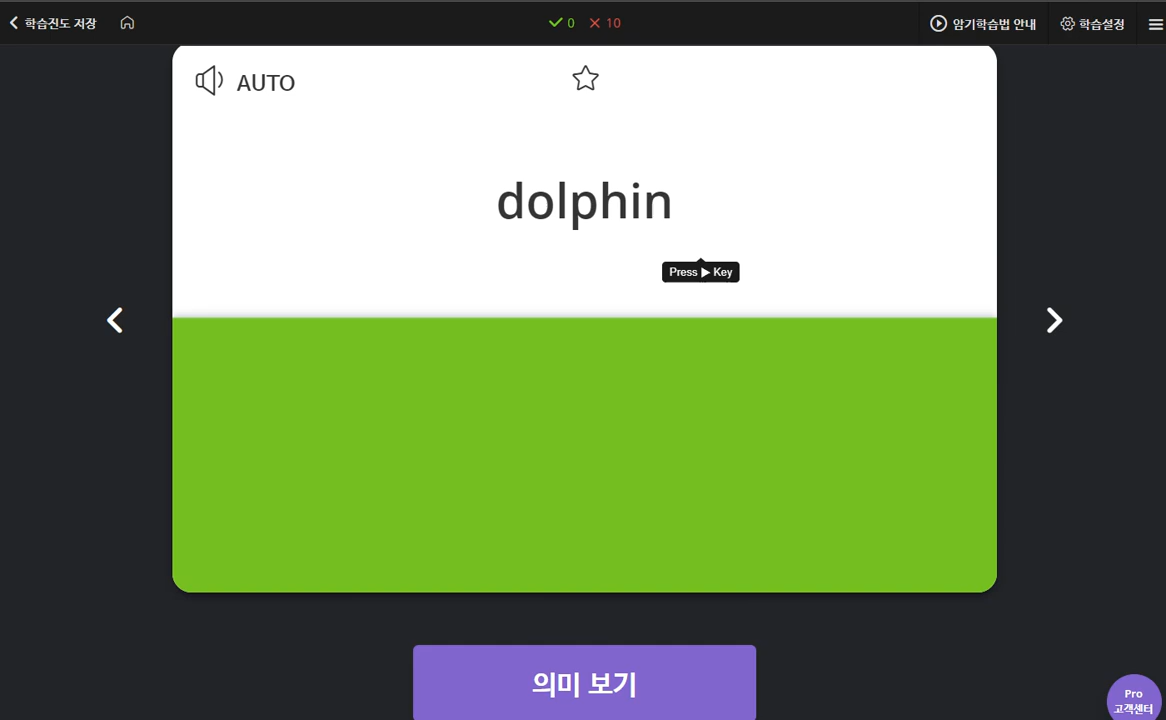 학습진도 저장
0
10
암기학습법 안내
학습설정
AUTO
dolphin
Press ▶ Key
의미 보기
Pro
고객센터